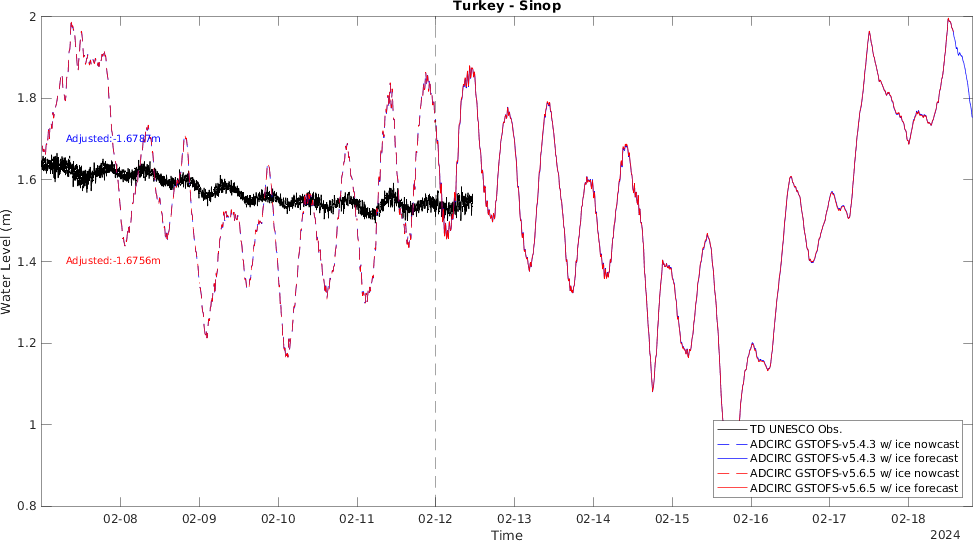 Turkey - Sinop
2
1.8
1.6
1.4
1.2
1
0.8
Water Level (m)
Adjusted:-1.6787m
Adjusted:-1.6756m
TD UNESCO Obs.
ADCIRC GSTOFS-v5.4.3 w/ ice nowcast
ADCIRC GSTOFS-v5.4.3 w/ ice forecast
ADCIRC GSTOFS-v5.6.5 w/ ice nowcast
ADCIRC GSTOFS-v5.6.5 w/ ice forecast
02-08 02-09 02-10 02-11 02-12 02-13 02-14 02-15 02-16 02-17 02-18
Time
2024